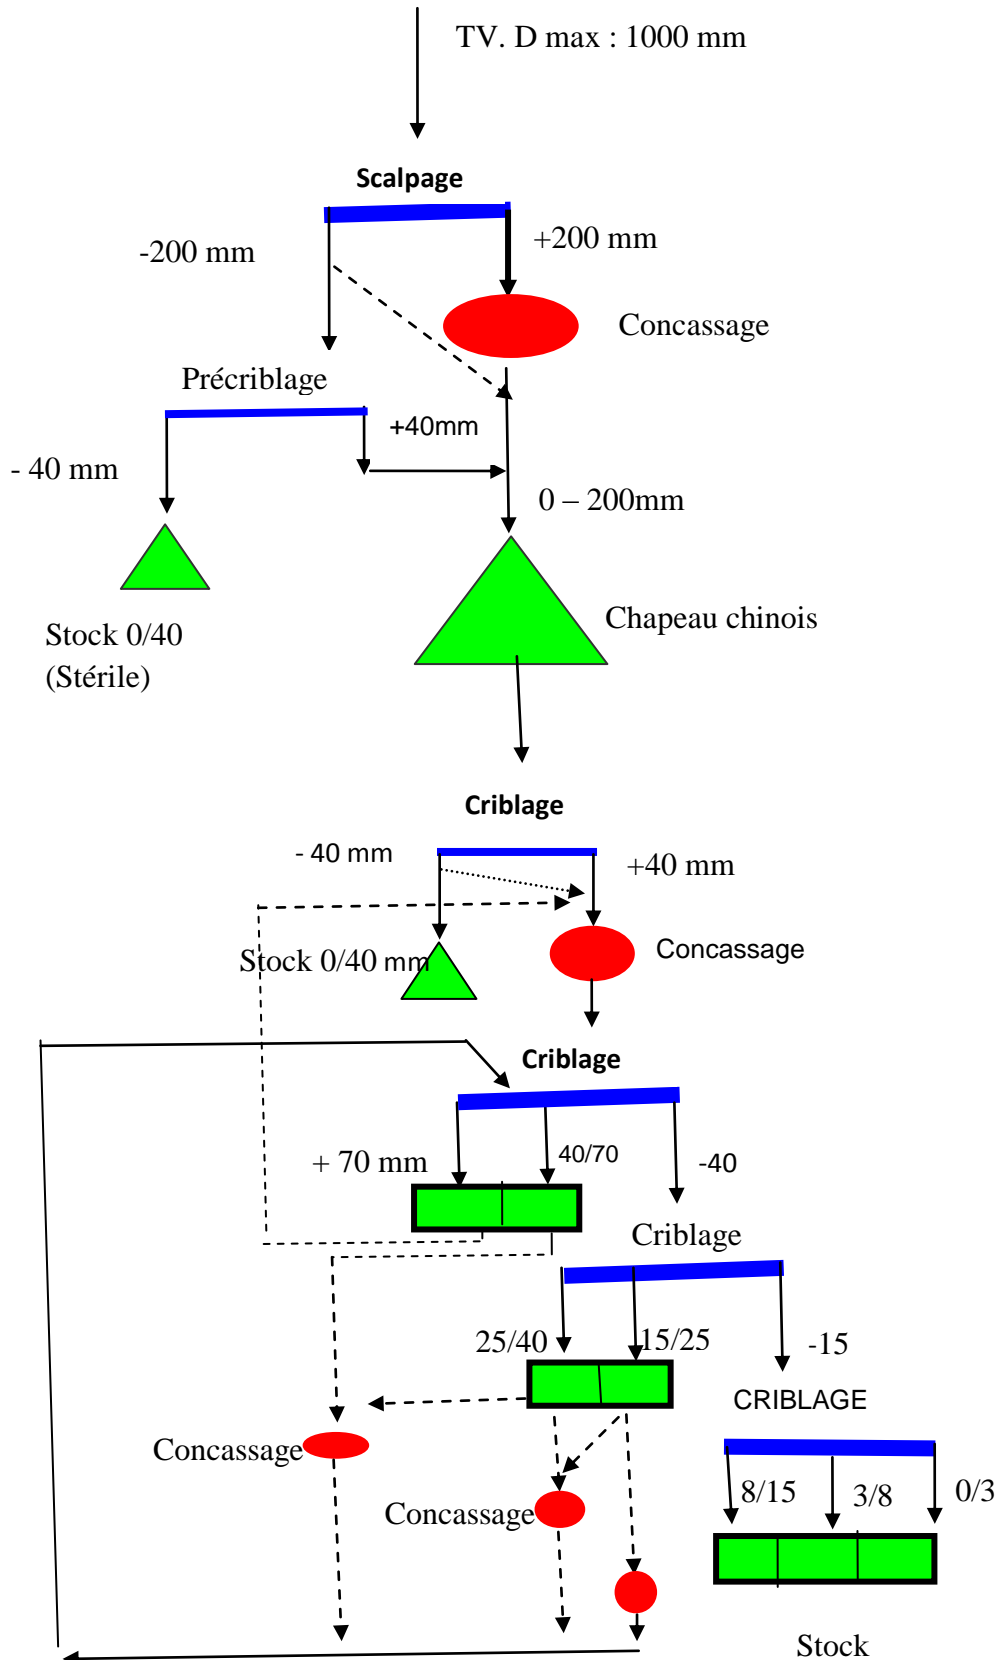 TV. D max : 1000 mm
Scalpage
-200 mm
+200 mm
Concassage
Précriblage
+40mm
- 40 mm
0 – 200mm
Chapeau chinois
Stock 0/40
(Stérile)
Criblage
- 40 mm
+40 mm
Concassage
Stock 0/40 mm
Criblage
+ 70 mm
40/70
-40
Criblage
25/40
15/25
-15
CRIBLAGE
Concassage
8/15
3/8
0/3
Concassage
Stock